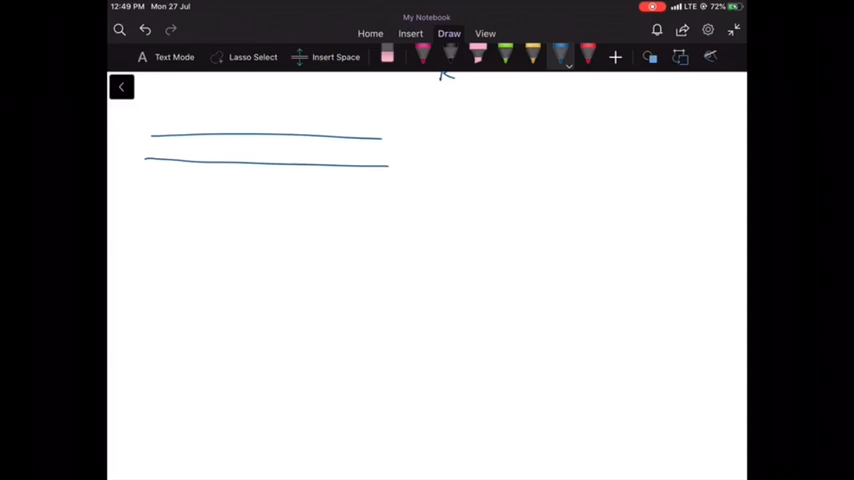 12:49 PM Mon 27 Jul LTE 72%
My Notebook
Home Insert Draw View
A Text Mode Lasso Select Insert Space